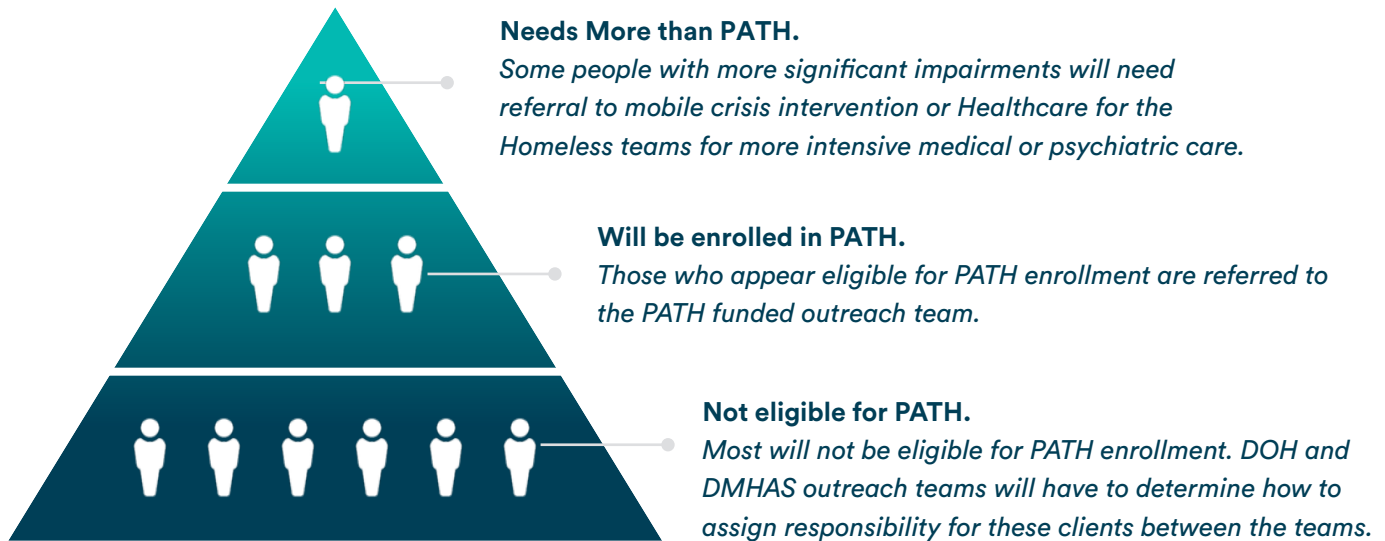 Needs More than PATH.
Some people with more significant impairments will need
referral to mobile crisis intervention or Healthcare for the
Homeless teams for more intensive medical or psychiatric care.
Will be enrolled in PATH.
Those who appear eligible for PATH enrollment are referred to
the PATH funded outreach team.
Not eligible for PATH.
Most will not be eligible for PATH enrollment. DOH and
DMHAS outreach teams will have to determine how to
assign responsibility for these clients between the teams.